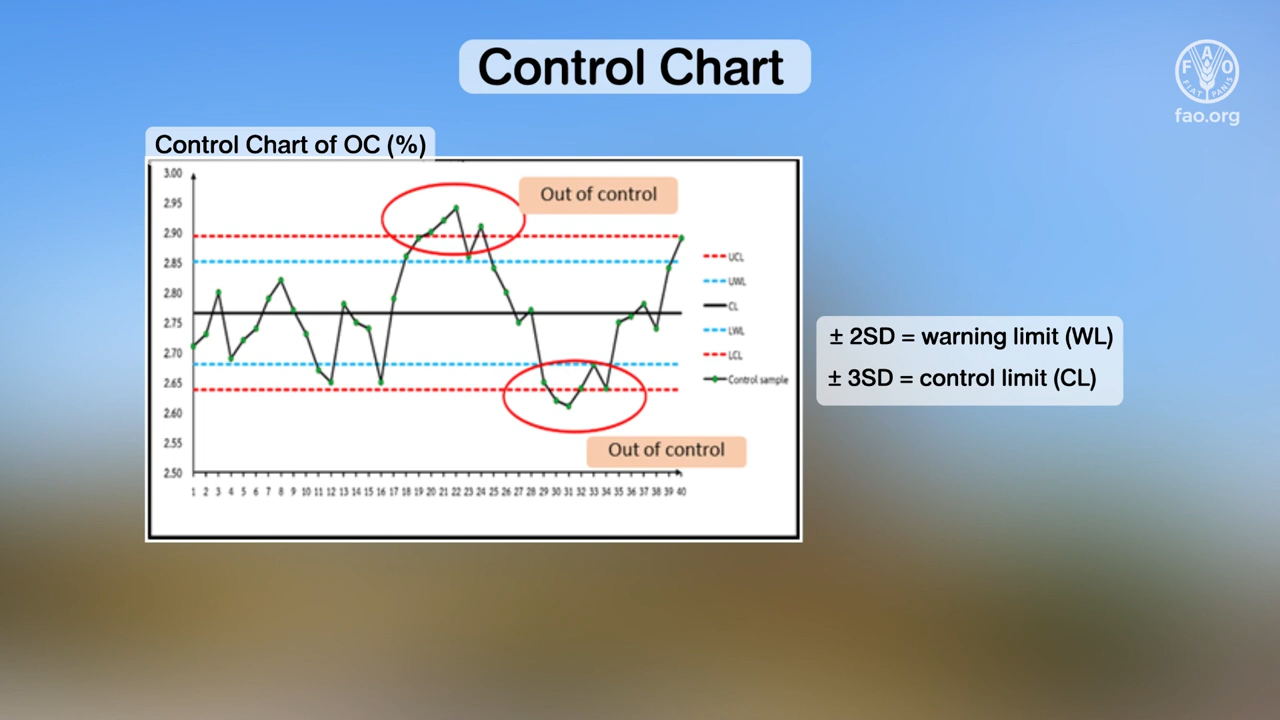 Control Chart
FAO
FIAT PANIS
fao.org
Control Chart of OC (%)
3.00
2.95
2.90
2.85
2.80
2.75
2.70
2.65
2.60
2.55
2.50
Out of control
Out of control
UCL
UWL
CL
LWL
LCL
Control sample
1 2 3 4 5 6 7 8 9 10 11 12 13 14 15 16 17 18 19 20 21 22 23 24 25 26 27 28 29 30 31 32 33 34 35 36 37 38 39 40
± 2SD = warning limit (WL)
± 3SD = control limit (CL)